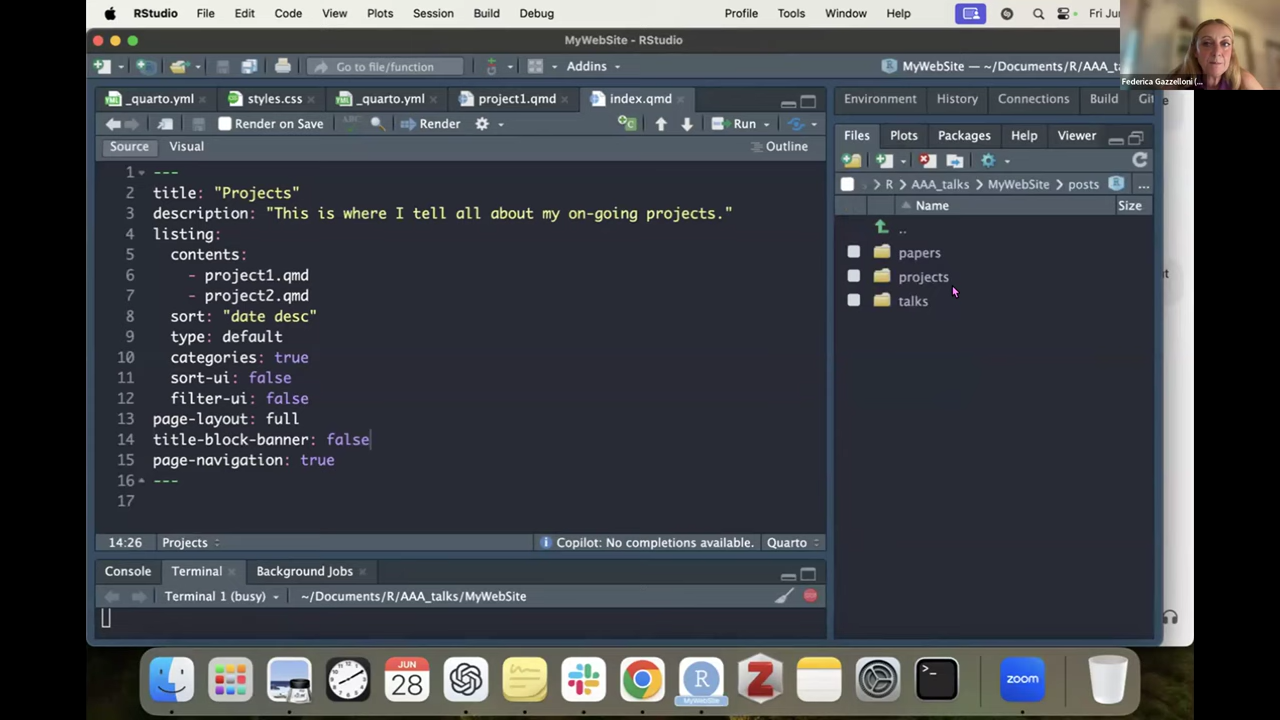 RStudio File Edit Code View Plots Session Build Debug Profile Tools Window Help Fri Jun
MyWebSite - RStudio
Go to file/function Addins MyWebSite — ~/Documents/R/AAA_ta...
_quarto.yml styles.css _quarto.yml project1.qmd index.qmd
Render on Save ABC Render Run
Source Visual Outline
1 ---
2 title: "Projects"
3 description: "This is where I tell all about my on-going projects."
4 listing:
5 contents:
6 - project1.qmd
7 - project2.qmd
8 sort: "date desc"
9 type: default
10 categories: true
11 sort-ui: false
12 filter-ui: false
13 page-layout: full
14 title-block-banner: false
15 page-navigation: true
16 ---
17
14:26 Projects Copilot: No completions available. Quarto
Console Terminal Background Jobs
Terminal 1 (busy) ~/Documents/R/AAA_talks/MyWebSite
Environment History Connections Build Git
Files Plots Packages Help Viewer
R AAA_talks MyWebSite posts ...
Name Size
..
papers
projects
talks
Federica Gazzelloni (...
JUN
28
MyWebSite
zoom